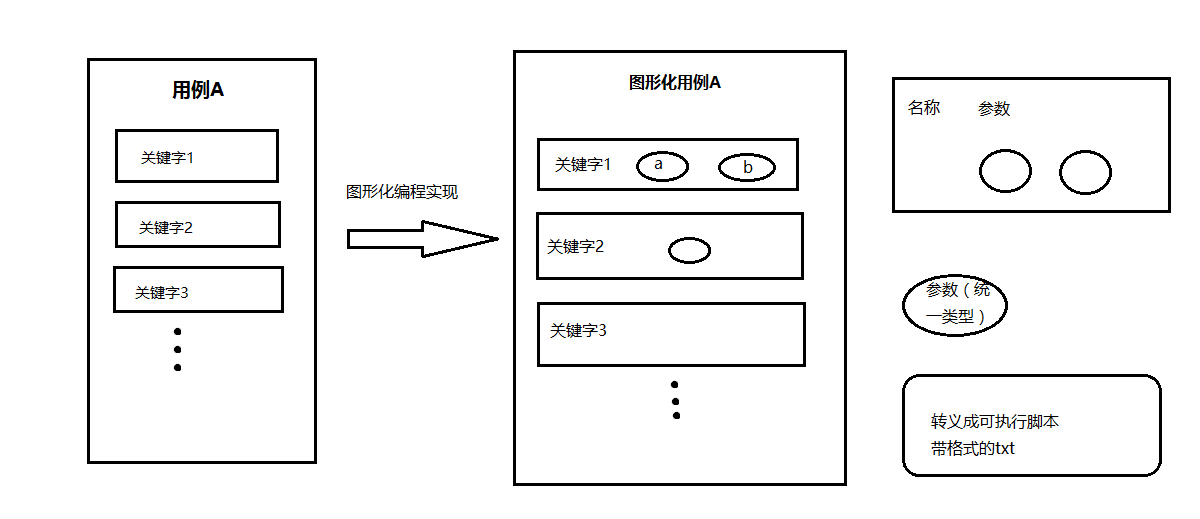 用例A
关键字1
关键字2
关键字3
图形化编程实现
图形化用例A
关键字1
a
b
关键字2
关键字3
名称
参数
参数（统
一类型）
转义成可执行脚本
带格式的txt